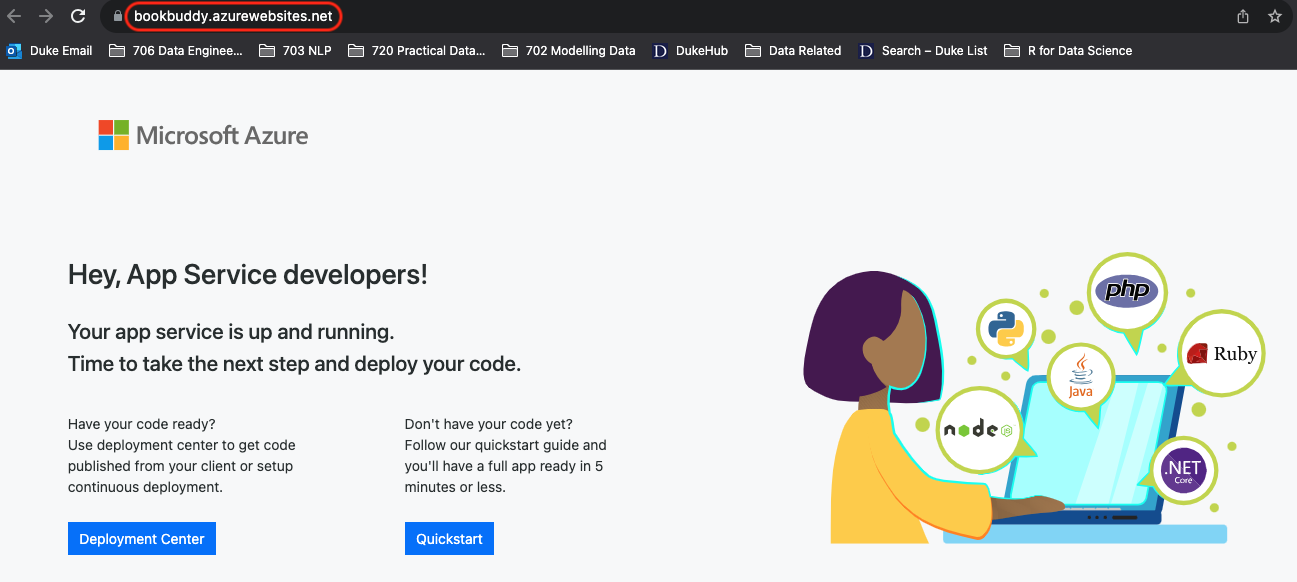 bookbuddy.azurewebsites.net
Duke Email 706 Data Enginee... 703 NLP 720 Practical Data... 702 Modelling Data DukeHub Data Related Search – Duke List R for Data Science
Microsoft Azure
Hey, App Service developers!
Your app service is up and running.
Time to take the next step and deploy your code.
Have your code ready?
Use deployment center to get code
published from your client or setup
continuous deployment.
Deployment Center
Don't have your code yet?
Follow our quickstart guide and
you'll have a full app ready in 5
minutes or less.
Quickstart
php
Ruby
Java
node
JS
.NET
Core